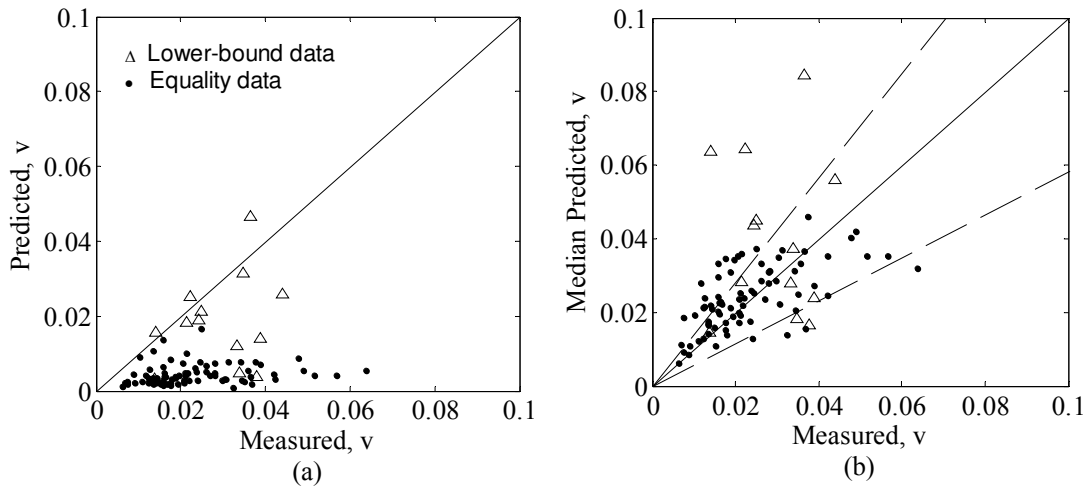 0.1
0.08
0.06
0.04
0.02
0
Predicted, v
Δ Lower-bound data
• Equality data
0 0.02 0.04 0.06 0.08 0.1
Measured, v
(a)
0.1
0.08
0.06
0.04
0.02
0
Median Predicted, v
0 0.02 0.04 0.06 0.08 0.1
Measured, v
(b)